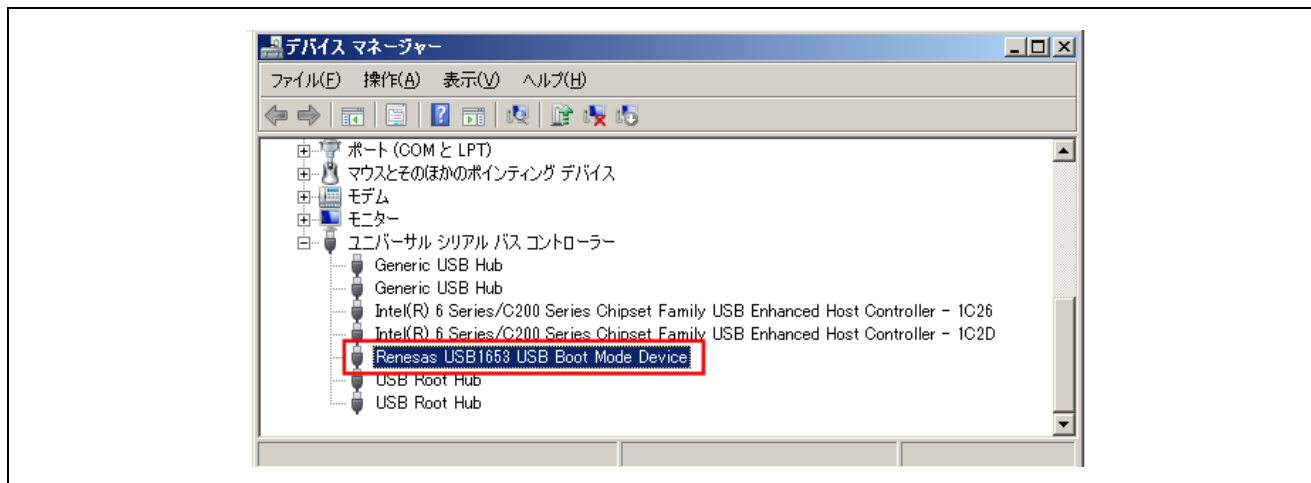 デバイス マネージャー
ファイル(F) 操作(A) 表示(V) ヘルプ(H)
ポート (COM と LPT)
マウスとそのほかのポインティング デバイス
モデム
モニター
ユニバーサル シリアル バス コントローラー
Generic USB Hub
Generic USB Hub
Intel(R) 6 Series/C200 Series Chipset Family USB Enhanced Host Controller - 1C26
Intel(R) 6 Series/C200 Series Chipset Family USB Enhanced Host Controller - 1C2D
Renesas USB1653 USB Boot Mode Device
USB Root Hub
USB Root Hub